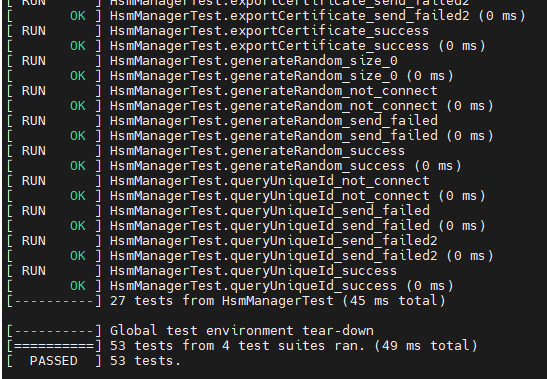 [ RUN      ] HsmManagerTest.exportCertificate_send_failed2
[       OK ] HsmManagerTest.exportCertificate_send_failed2 (0 ms)
[ RUN      ] HsmManagerTest.exportCertificate_success
[       OK ] HsmManagerTest.exportCertificate_success (0 ms)
[ RUN      ] HsmManagerTest.generateRandom_size_0
[       OK ] HsmManagerTest.generateRandom_size_0 (0 ms)
[ RUN      ] HsmManagerTest.generateRandom_not_connect
[       OK ] HsmManagerTest.generateRandom_not_connect (0 ms)
[ RUN      ] HsmManagerTest.generateRandom_send_failed
[       OK ] HsmManagerTest.generateRandom_send_failed (0 ms)
[ RUN      ] HsmManagerTest.generateRandom_success
[       OK ] HsmManagerTest.generateRandom_success (0 ms)
[ RUN      ] HsmManagerTest.queryUniqueId_not_connect
[       OK ] HsmManagerTest.queryUniqueId_not_connect (0 ms)
[ RUN      ] HsmManagerTest.queryUniqueId_send_failed
[       OK ] HsmManagerTest.queryUniqueId_send_failed (0 ms)
[ RUN      ] HsmManagerTest.queryUniqueId_send_failed2
[       OK ] HsmManagerTest.queryUniqueId_send_failed2 (0 ms)
[ RUN      ] HsmManagerTest.queryUniqueId_success
[       OK ] HsmManagerTest.queryUniqueId_success (0 ms)
[----------] 27 tests from HsmManagerTest (45 ms total)
[----------] Global test environment tear-down
[==========] 53 tests from 4 test suites ran. (49 ms total)
[  PASSED  ] 53 tests.